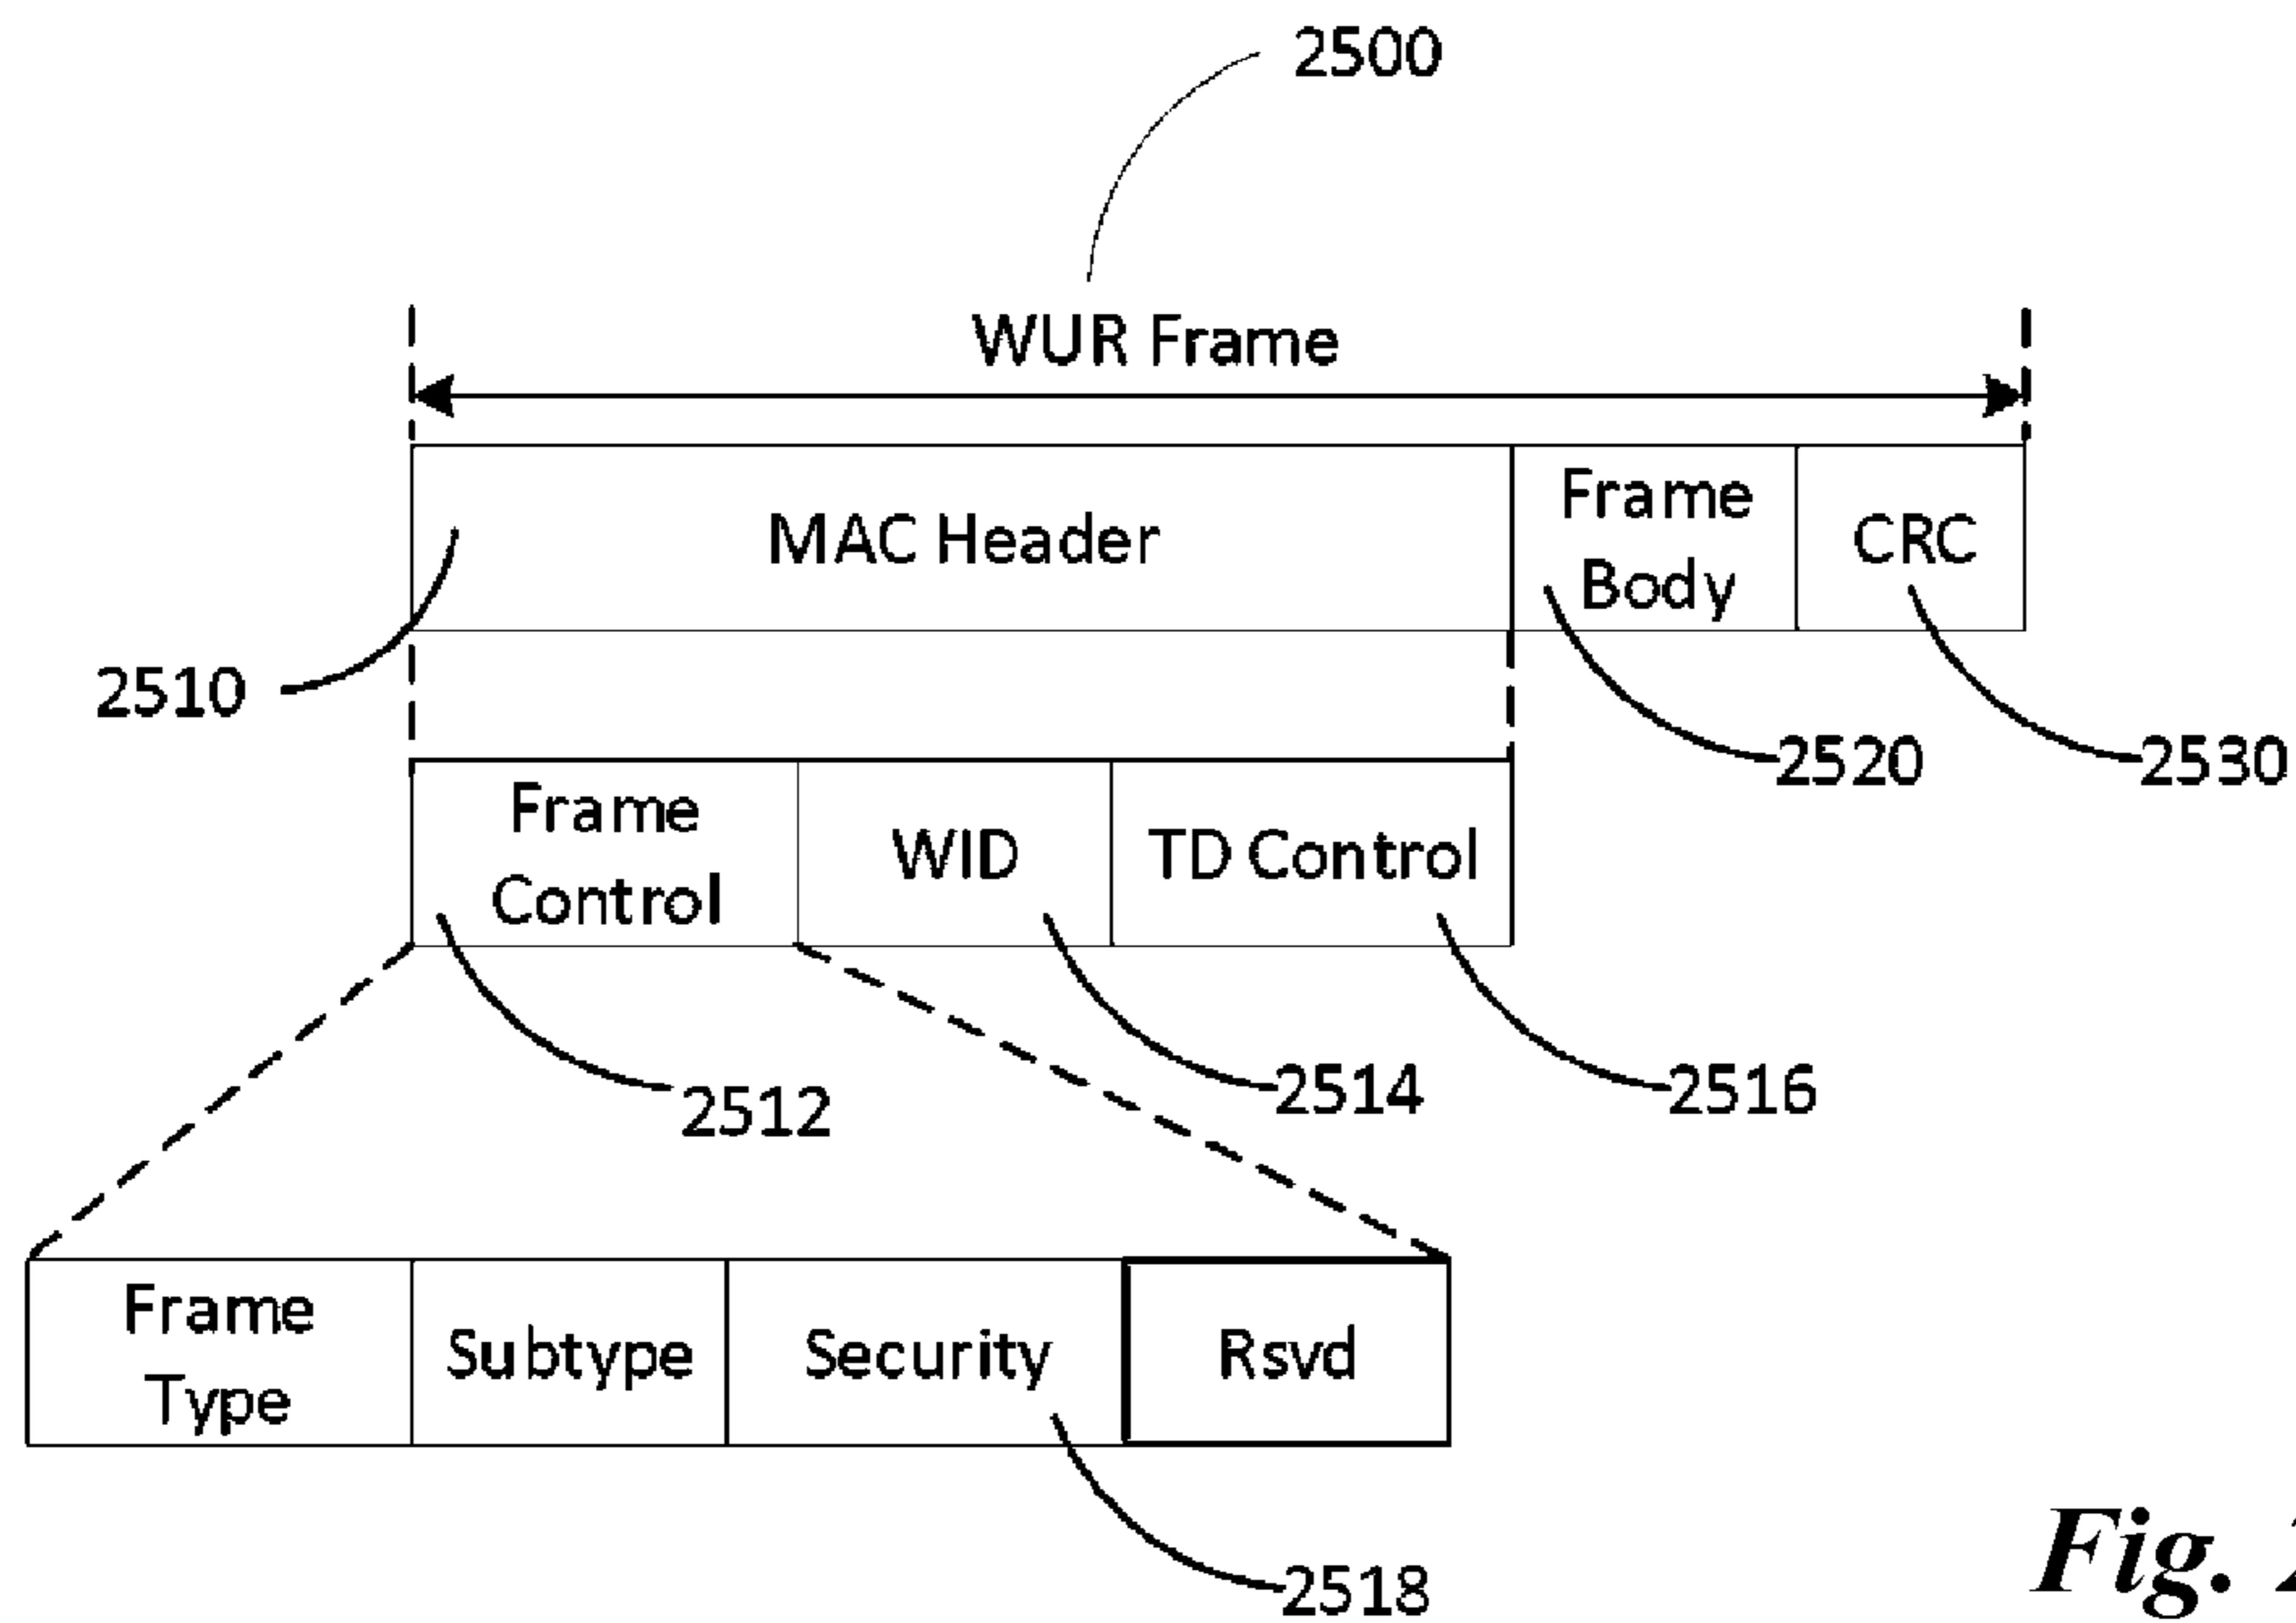 2500
WUR Frame
MAC Header
Frame
Body
CRC
2510
2520
2530
Frame
Control
WID
TD Control
2512
2514
2516
Frame
Type
Subtype
Security
Rsvd
2518
Fig.